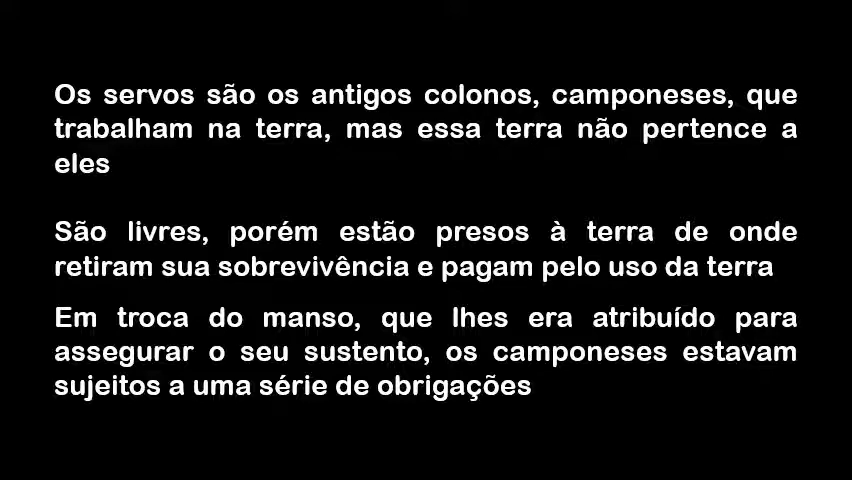 Os servos são os antigos colonos, camponeses, que
trabalham na terra, mas essa terra não pertence a
eles
São livres, porém estão presos à terra de onde
retiram sua sobrevivência e pagam pelo uso da terra
Em troca do manso, que lhes era atribuído para
assegurar o seu sustento, os camponeses estavam
sujeitos a uma série de obrigações